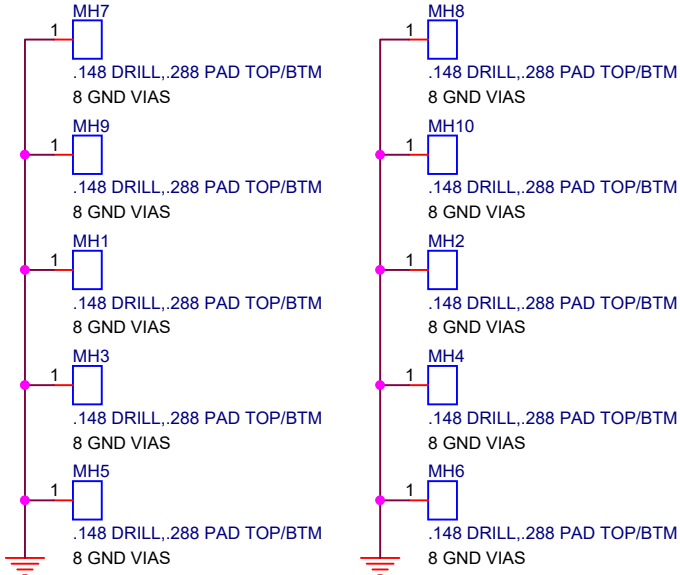 MH7
1
.148 DRILL,.288 PAD TOP/BTM
8 GND VIAS
MH9
1
.148 DRILL,.288 PAD TOP/BTM
8 GND VIAS
MH1
1
.148 DRILL,.288 PAD TOP/BTM
8 GND VIAS
MH3
1
.148 DRILL,.288 PAD TOP/BTM
8 GND VIAS
MH5
1
.148 DRILL,.288 PAD TOP/BTM
8 GND VIAS
MH8
1
.148 DRILL,.288 PAD TOP/BTM
8 GND VIAS
MH10
1
.148 DRILL,.288 PAD TOP/BTM
8 GND VIAS
MH2
1
.148 DRILL,.288 PAD TOP/BTM
8 GND VIAS
MH4
1
.148 DRILL,.288 PAD TOP/BTM
8 GND VIAS
MH6
1
.148 DRILL,.288 PAD TOP/BTM
8 GND VIAS